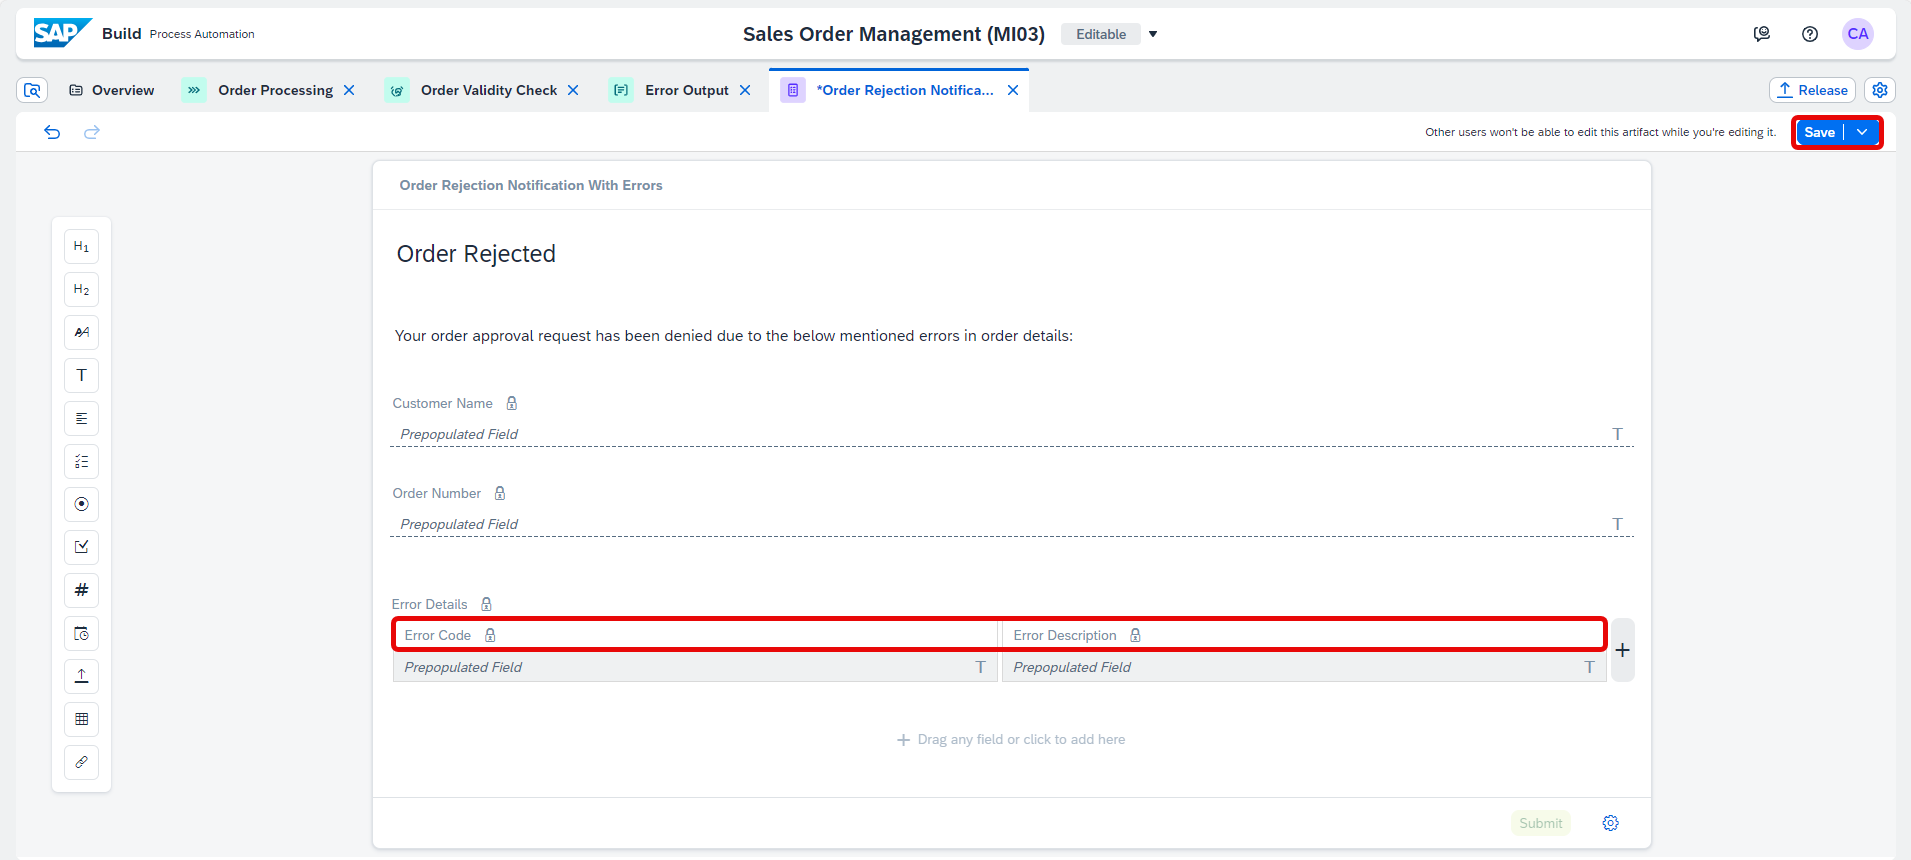 SAP Build Process Automation
Sales Order Management (MI03) Editable
CA
Overview Order Processing Order Validity Check Error Output *Order Rejection Notifica... Release
Other users won't be able to edit this artifact while you're editing it. Save
Order Rejection Notification With Errors
H1
H2
AA
T
#
Order Rejected
Your order approval request has been denied due to the below mentioned errors in order details:
Customer Name
Prepopulated Field T
Order Number
Prepopulated Field T
Error Details
Error Code Error Description
Prepopulated Field T Prepopulated Field T
+
+ Drag any field or click to add here
Submit